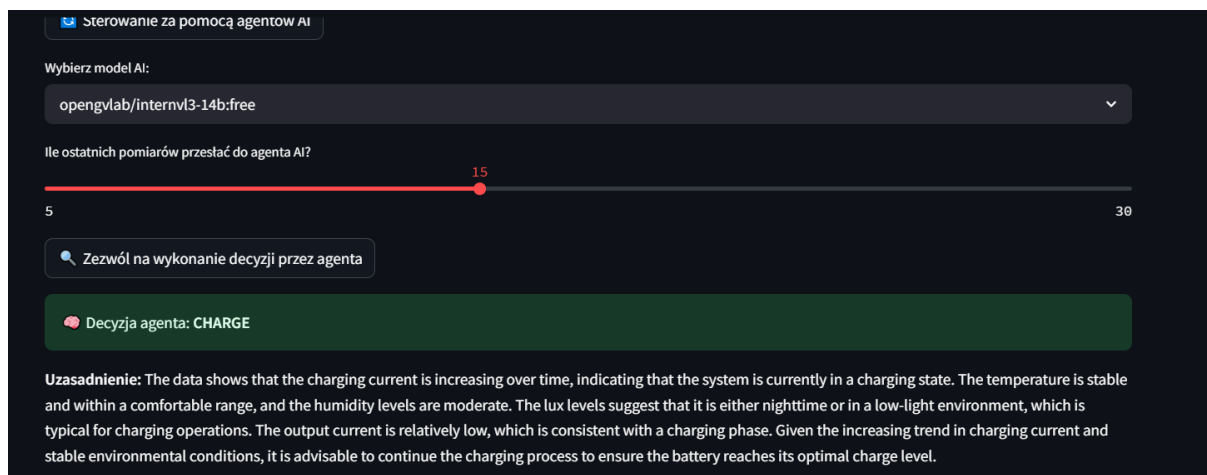 Sterowanie za pomocą agentów AI
Wybierz model AI:
opengvlab/internvl3-14b:free
Ile ostatnich pomiarów przesłać do agenta AI?
15
5 30
Zezwól na wykonanie decyzji przez agenta
Decyzja agenta: CHARGE
Uzasadnienie: The data shows that the charging current is increasing over time, indicating that the system is currently in a charging state. The temperature is stable
and within a comfortable range, and the humidity levels are moderate. The lux levels suggest that it is either nighttime or in a low-light environment, which is
typical for charging operations. The output current is relatively low, which is consistent with a charging phase. Given the increasing trend in charging current and
stable environmental conditions, it is advisable to continue the charging process to ensure the battery reaches its optimal charge level.